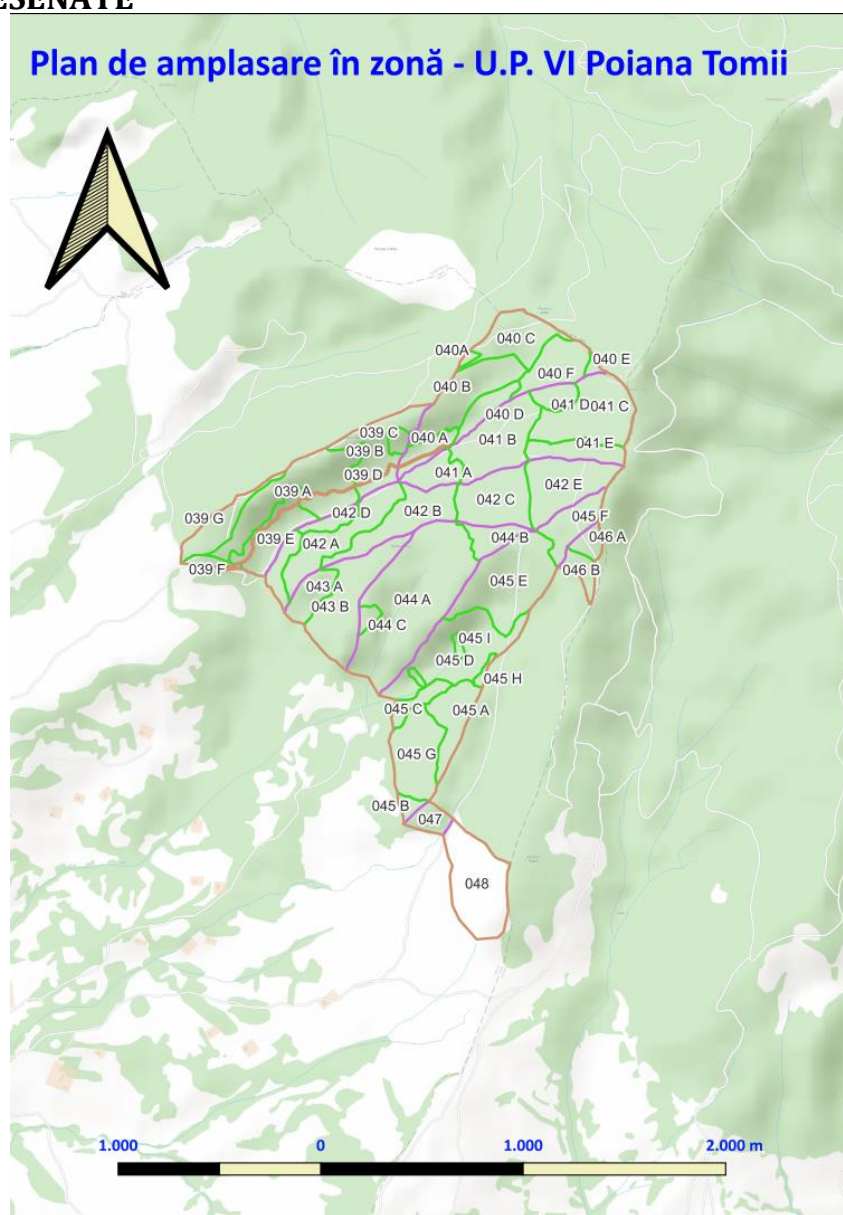 Plan de amplasare în zonă - U.P. VI Poiana Tomii
040 C
040A
040 E
040 F
040 B
041 D
041 C
040 D
039 C
040 A
041 B
041 E
039 B
039 D
041 A
042 E
039 A
042 C
042 B
042 D
045 F
039 G
039 E
046 A
042 A
044 B
039 F
046 B
043 A
045 E
044 A
043 B
044 C
045 I
045 D
045 H
045 C
045 A
045 G
045 B
047
048
1.000 0 1.000 2.000 m